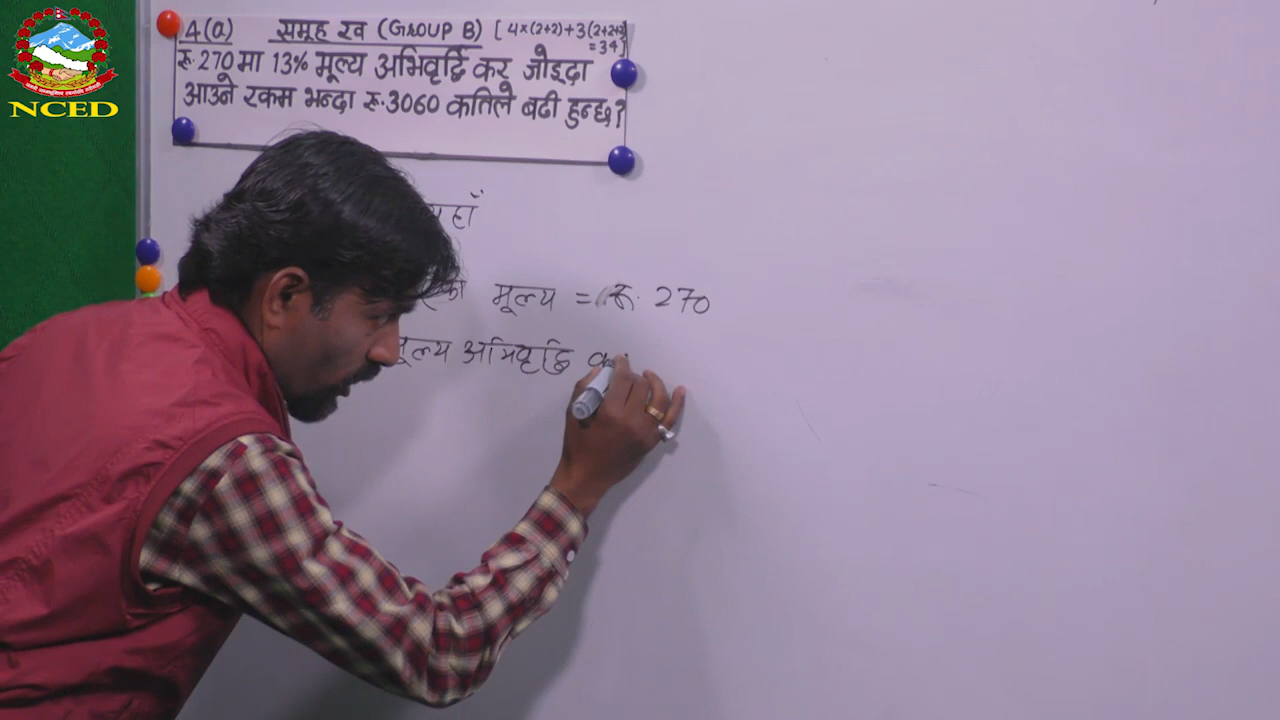 NCED
4(a) समूह ख (GROUP B) [4×(2+2)+3(2+2+2)
=34]
रु.270 मा 13% मूल्य अभिवृद्धि कर जोड्दा
आउने रकम भन्दा रु.3060 कतिले बढी हुन्छ?
यहाँ
मूल्य = रु. 270
मूल्य अभिवृद्धि